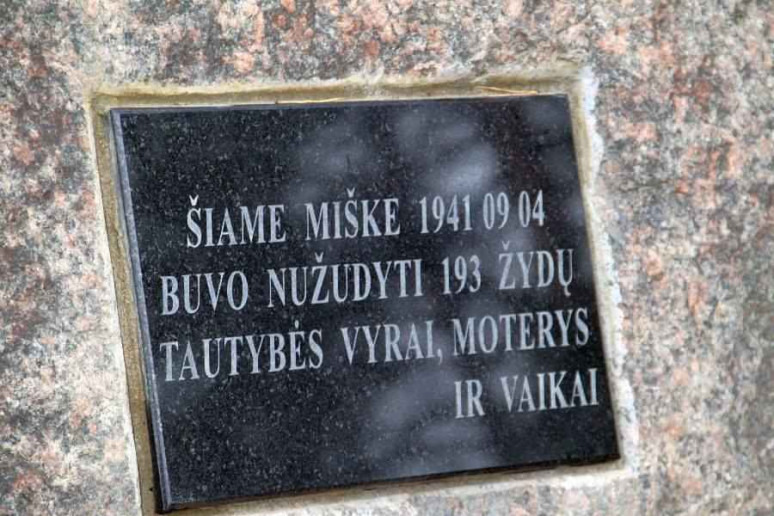 ŠIAME MIŠKE 1941 09 04
BUVO NUŽUDYTI 193 ŽYDŲ
TAUTYBĖS VYRAI, MOTERYS
IR VAIKAI